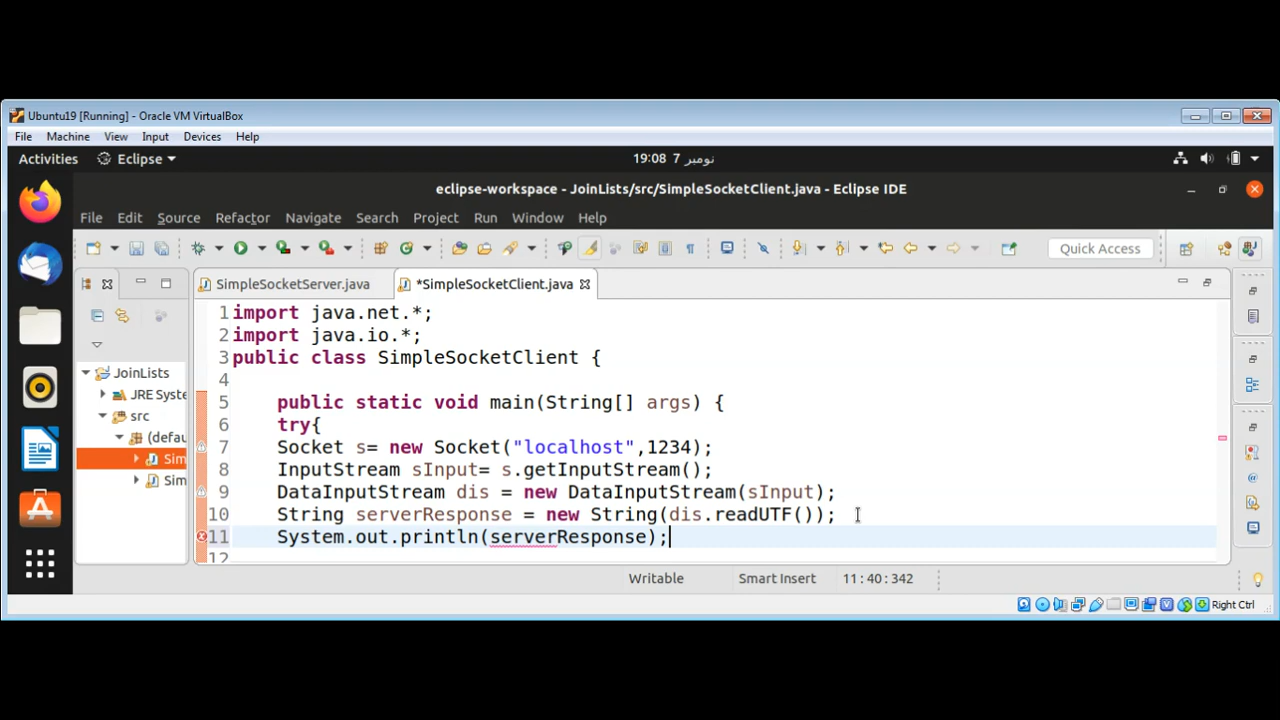 Ubuntu19 [Running] - Oracle VM VirtualBox
File Machine View Input Devices Help
Activities Eclipse 19:08 7 نومبر
eclipse-workspace - JoinLists/src/SimpleSocketClient.java - Eclipse IDE
File Edit Source Refactor Navigate Search Project Run Window Help
Quick Access
SimpleSocketServer.java *SimpleSocketClient.java
JoinLists
JRE Syste
src
(defau
Sim
Sim
1 import java.net.*;
2 import java.io.*;
3 public class SimpleSocketClient {
4
5 public static void main(String[] args) {
6 try{
7 Socket s= new Socket("localhost",1234);
8 InputStream sInput= s.getInputStream();
9 DataInputStream dis = new DataInputStream(sInput);
10 String serverResponse = new String(dis.readUTF());
11 System.out.println(serverResponse);
12
Writable Smart Insert 11:40:342
Right Ctrl